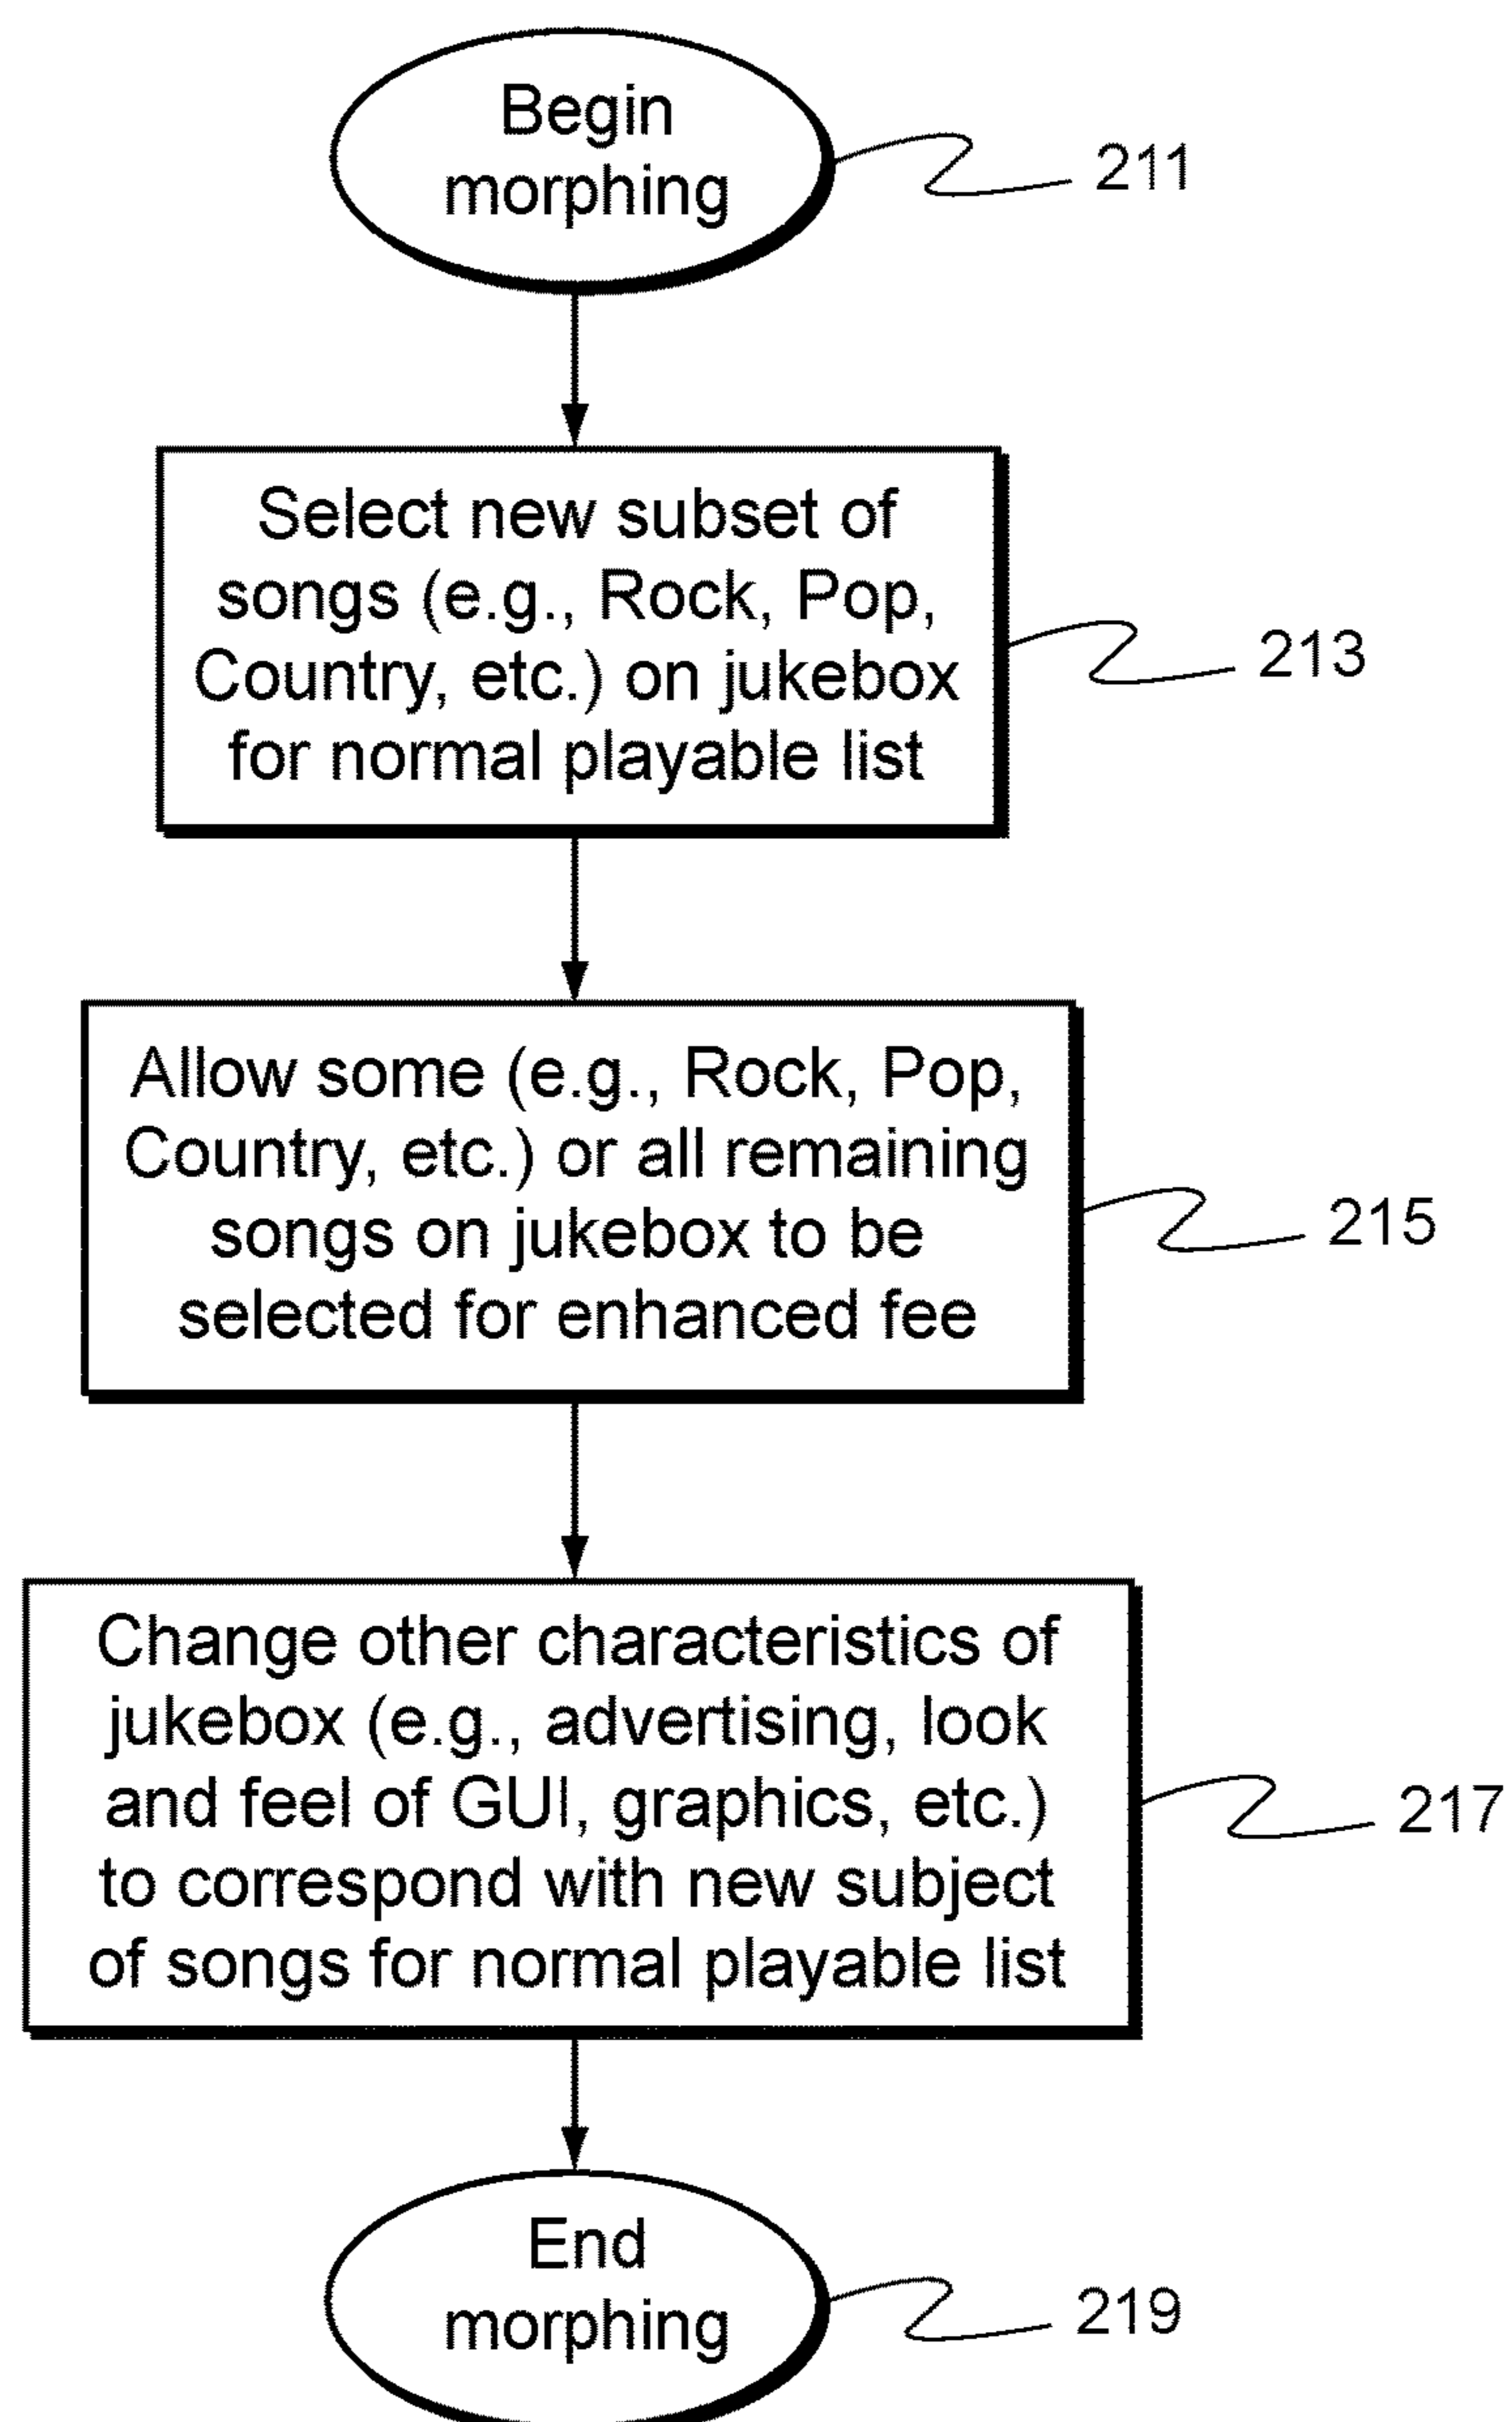 Begin
morphing
211
Select new subset of
songs (e.g., Rock, Pop,
Country, etc.) on jukebox
for normal playable list
213
Allow some (e.g., Rock, Pop,
Country, etc.) or all remaining
songs on jukebox to be
selected for enhanced fee
215
Change other characteristics of
jukebox (e.g., advertising, look
and feel of GUI, graphics, etc.)
to correspond with new subject
of songs for normal playable list
217
End
morphing
219